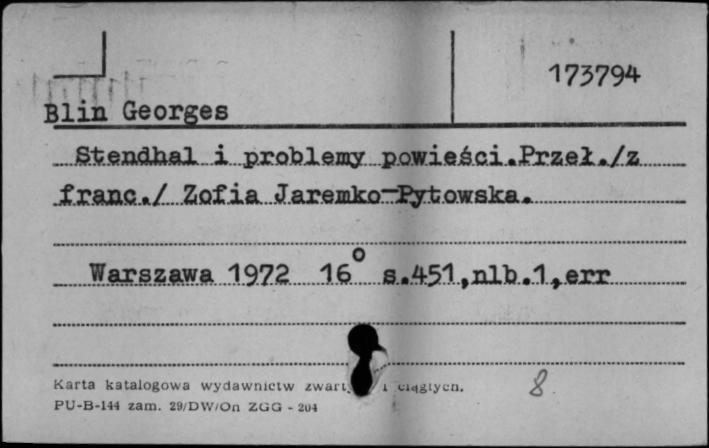 173794
Blin Georges
Stendhal i problemy powieści.Przeł./z
franc./ Zofia Jaremko-Pytowska.
Warszawa 1972 16° s.451,nlb.1,err
Karta katalogowa wydawnictw i ciągłych.
8
PU-B-144 zam. 29/DW/On ZGG - 204